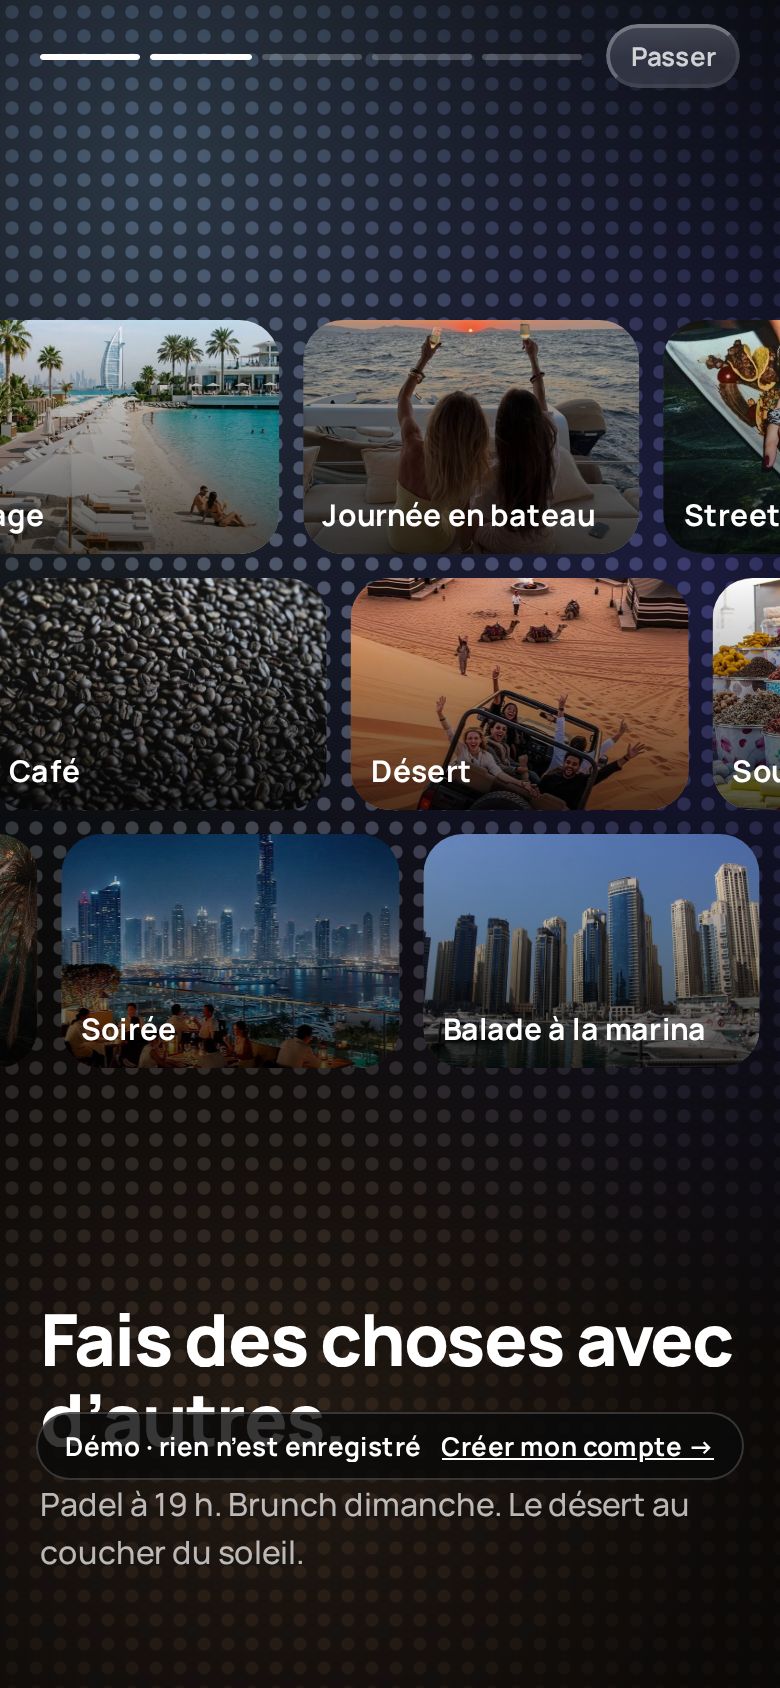 Passer
age
Journée en bateau
Street
Café
Désert
Sou
Soirée
Balade à la marina
Fais des choses avec
d’autres.
Démo · rien n’est enregistré Créer mon compte →
Padel à 19 h. Brunch dimanche. Le désert au
coucher du soleil.